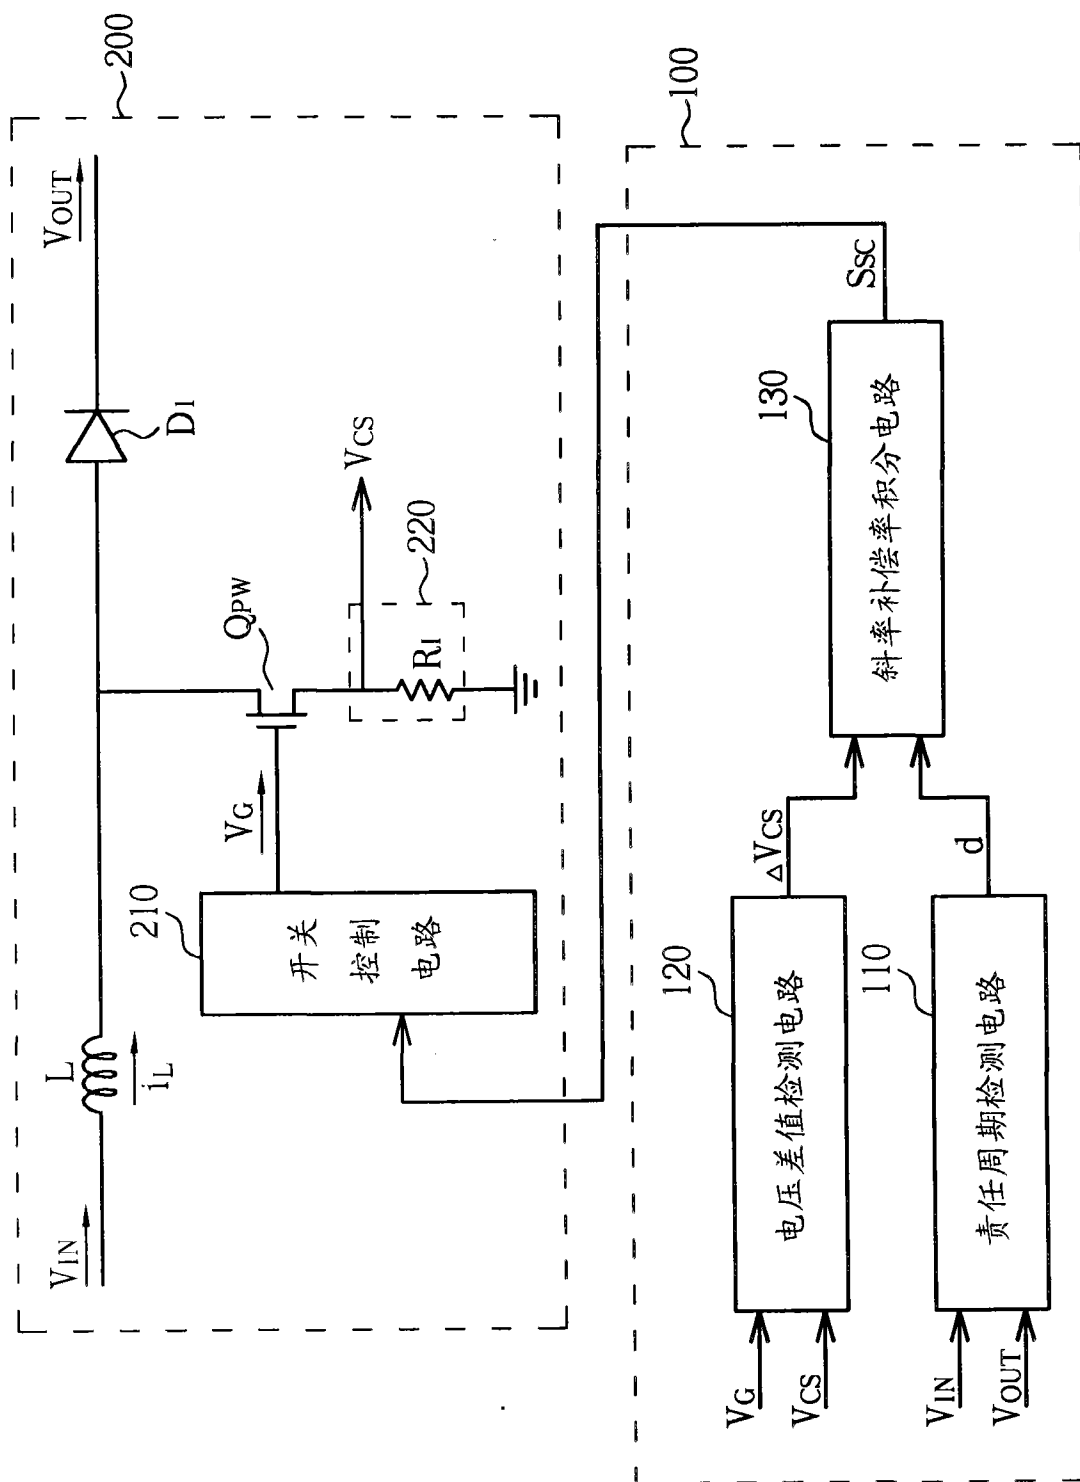 200
VIN
L
iL
D1
VOUT
210
开关
控制
电路
VG
QPW
VCS
220
RI
100
VG
VCS
120
电压差值检测电路
△VCS
VIN
VOUT
110
责任周期检测电路
d
130
斜率补偿率积分电路
SSC